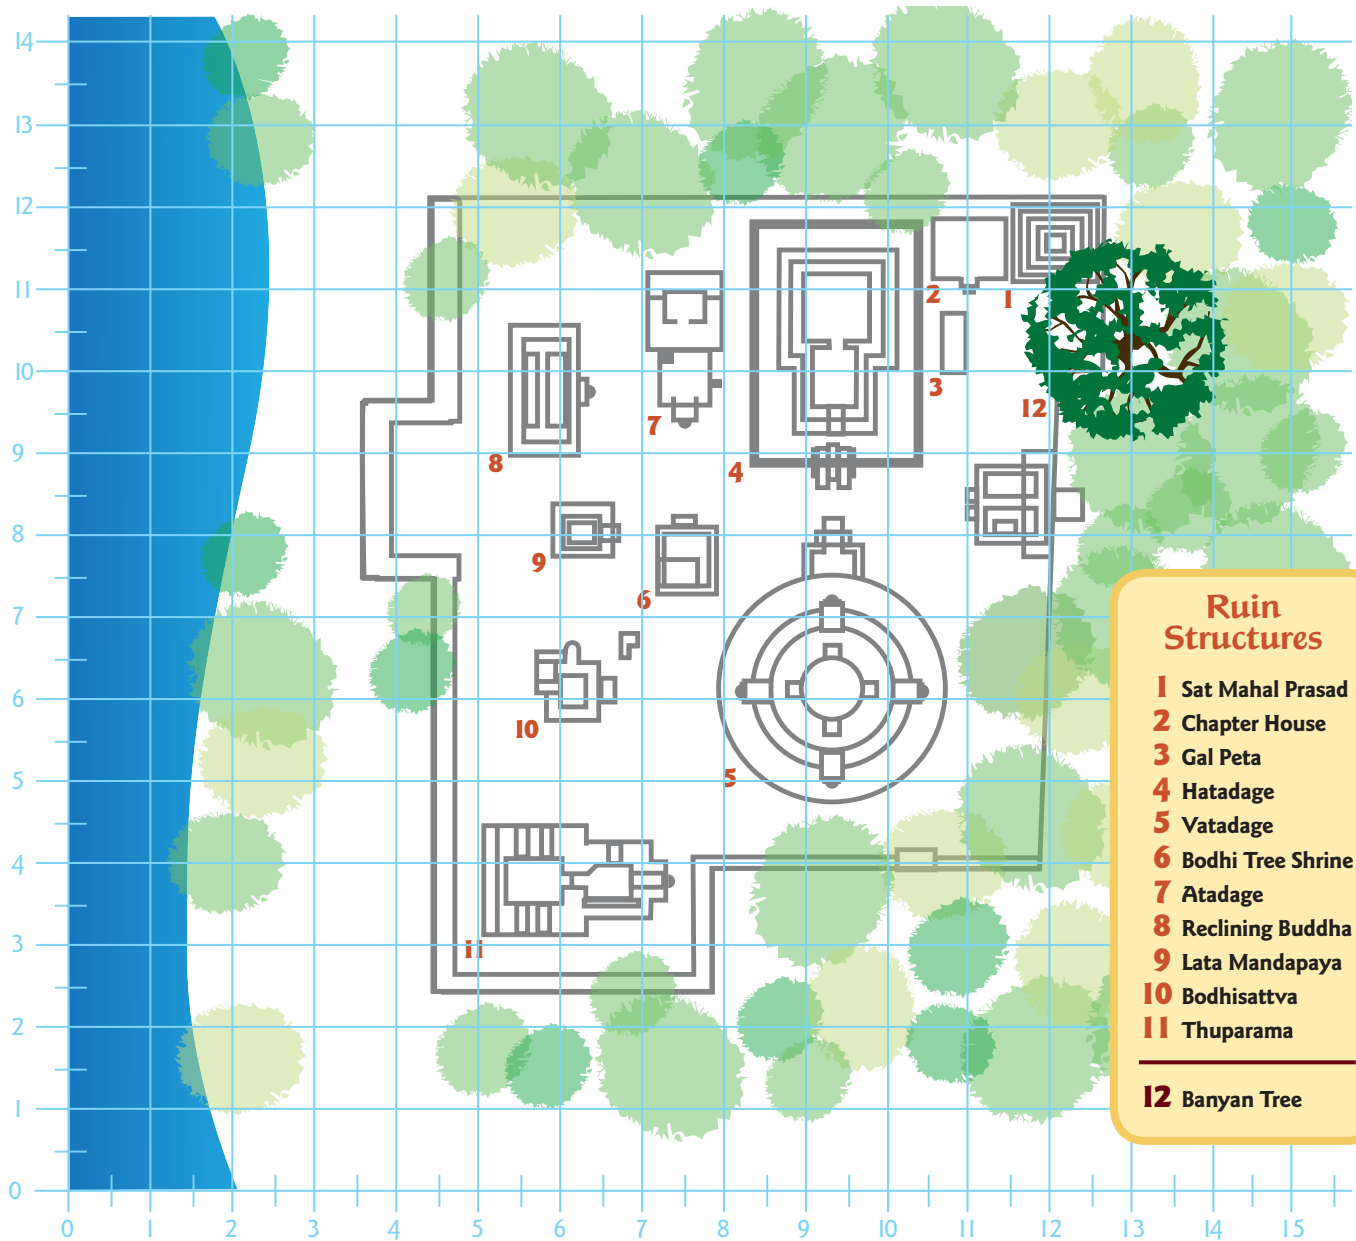 14
13
12
11
10
9
8
7
6
5
4
3
2
1
0
0 1 2 3 4 5 6 7 8 9 10 11 12 13 14 15
1
2
3
4
5
6
7
8
9
10
11
12
Ruin
Structures
1 Sat Mahal Prasad
2 Chapter House
3 Gal Peta
4 Hatadage
5 Vatadage
6 Bodhi Tree Shrine
7 Atadage
8 Reclining Buddha
9 Lata Mandapaya
10 Bodhisattva
11 Thuparama
12 Banyan Tree